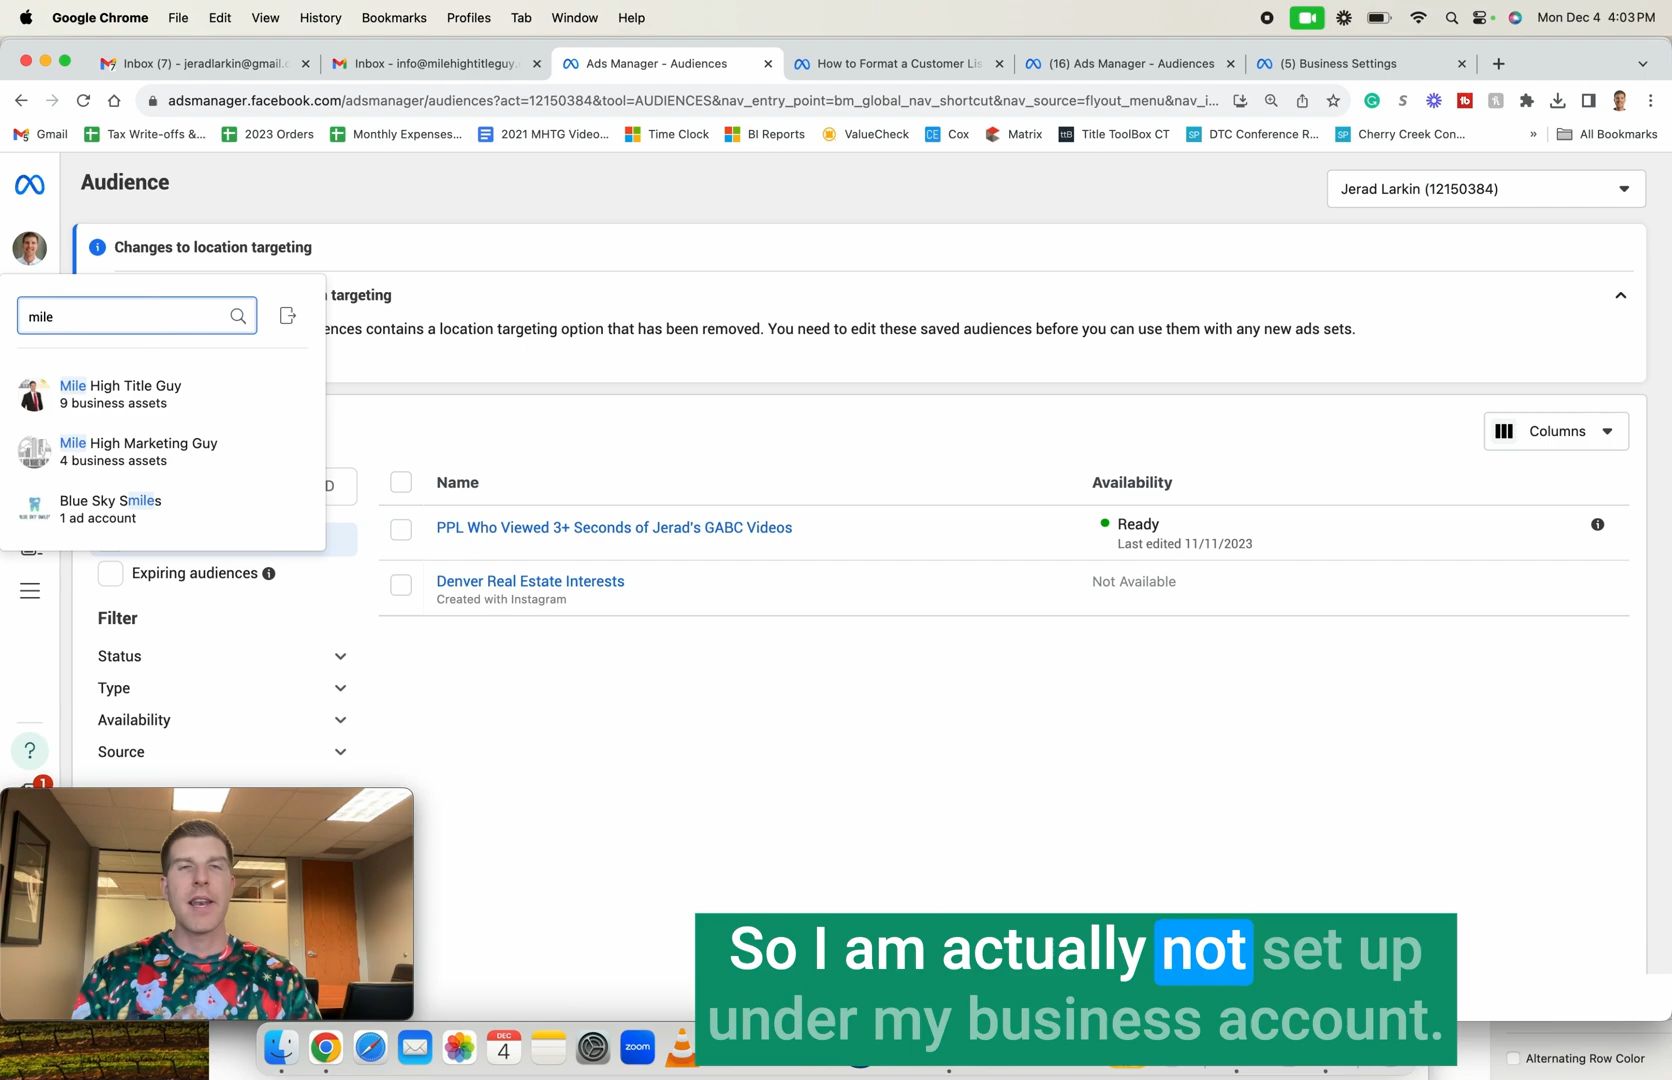 Google Chrome File Edit View History Bookmarks Profiles Tab Window Help Mon Dec 4 4:03 PM
Inbox (7) - jeradlarkin@gmail. Inbox - info@milehightitleguy. Ads Manager - Audiences How to Format a Customer Lis (16) Ads Manager - Audiences (5) Business Settings
adsmanager.facebook.com/adsmanager/audiences?act=12150384&tool=AUDIENCES&nav_entry_point=bm_global_nav_shortcut&nav_source=flyout_menu&nav_i...
Gmail Tax Write-offs &... 2023 Orders Monthly Expenses... 2021 MHTG Video... Time Clock BI Reports ValueCheck Cox Matrix Title ToolBox CT DTC Conference R... Cherry Creek Con... » All Bookmarks
Audience
Jerad Larkin (12150384)
Changes to location targeting
targeting
mile
ences contains a location targeting option that has been removed. You need to edit these saved audiences before you can use them with any new ads sets.
Mile High Title Guy
9 business assets
Mile High Marketing Guy
4 business assets
Blue Sky Smiles
1 ad account
Columns
D
Name Availability
PPL Who Viewed 3+ Seconds of Jerad's GABC Videos
Ready
Last edited 11/11/2023
Expiring audiences
Denver Real Estate Interests
Created with Instagram
Not Available
Filter
Status
Type
Availability
Source
?
1
So I am actually not set up
under my business account.
DEC
4
zoom
Alternating Row Color